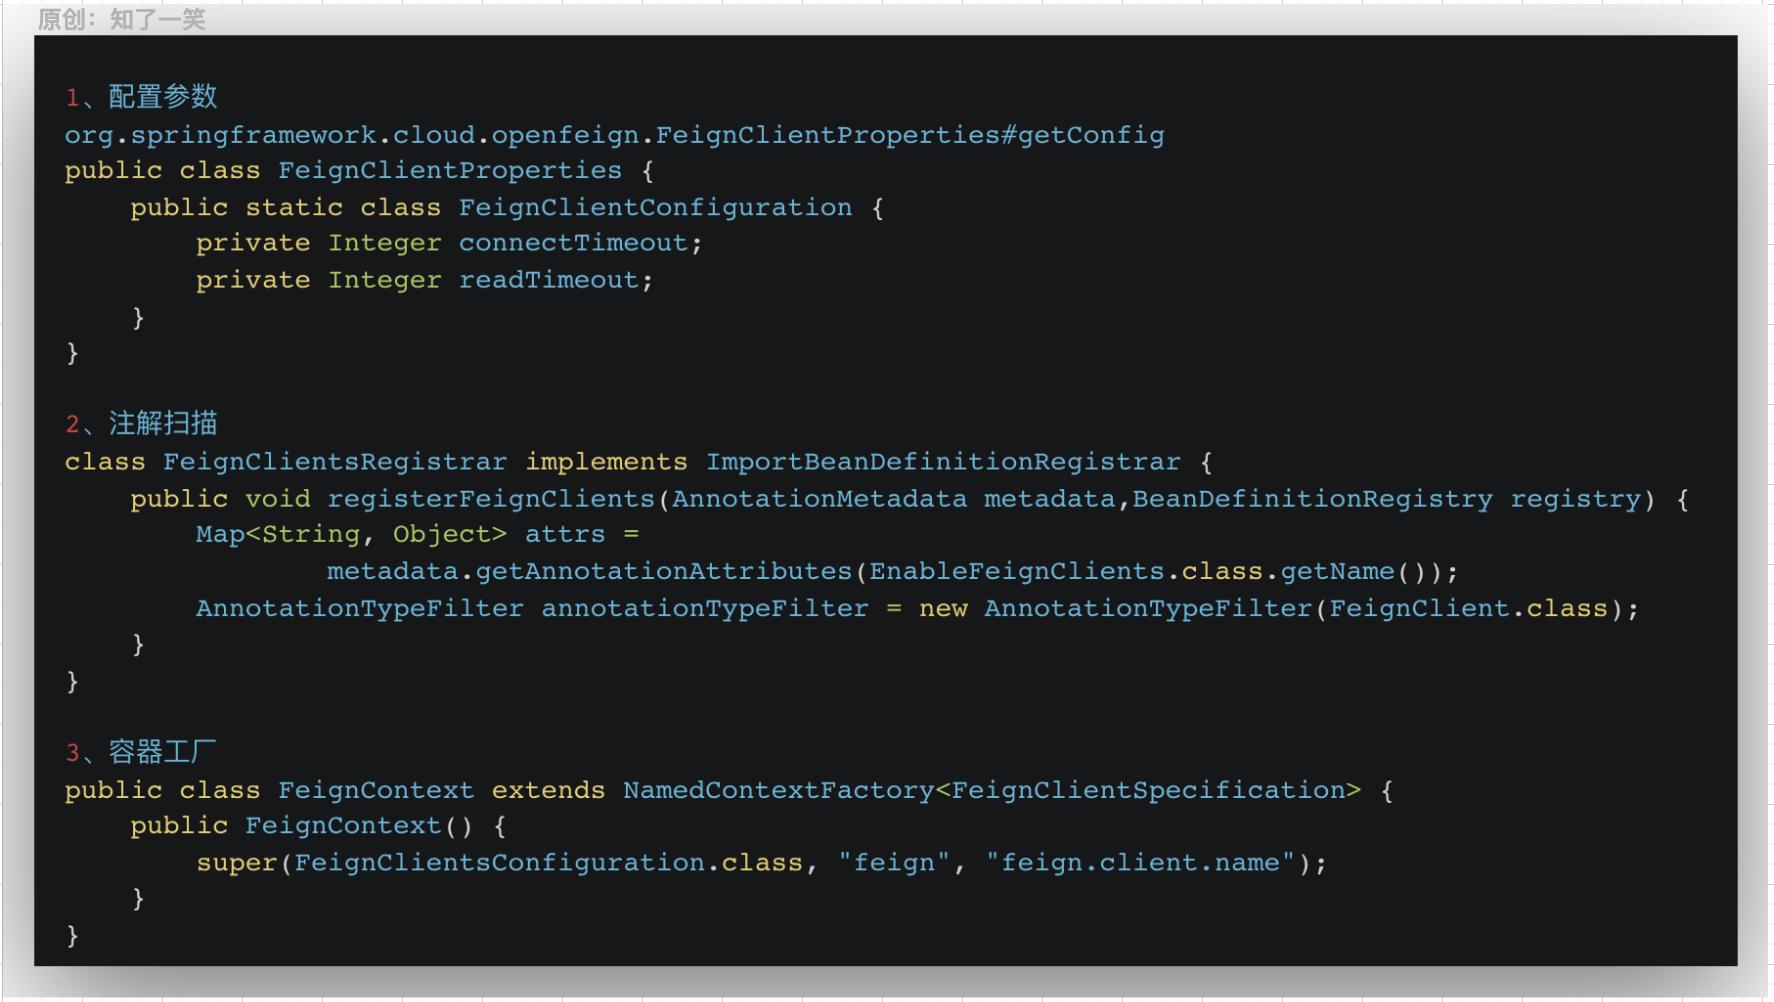 原创：知了一笑
1、配置参数
org.springframework.cloud.openfeign.FeignClientProperties#getConfig
public class FeignClientProperties {
    public static class FeignClientConfiguration {
        private Integer connectTimeout;
        private Integer readTimeout;
    }
}
2、注解扫描
class FeignClientsRegistrar implements ImportBeanDefinitionRegistrar {
    public void registerFeignClients(AnnotationMetadata metadata,BeanDefinitionRegistry registry) {
        Map<String, Object> attrs =
                metadata.getAnnotationAttributes(EnableFeignClients.class.getName());
        AnnotationTypeFilter annotationTypeFilter = new AnnotationTypeFilter(FeignClient.class);
    }
}
3、容器工厂
public class FeignContext extends NamedContextFactory<FeignClientSpecification> {
    public FeignContext() {
        super(FeignClientsConfiguration.class, "feign", "feign.client.name");
    }
}